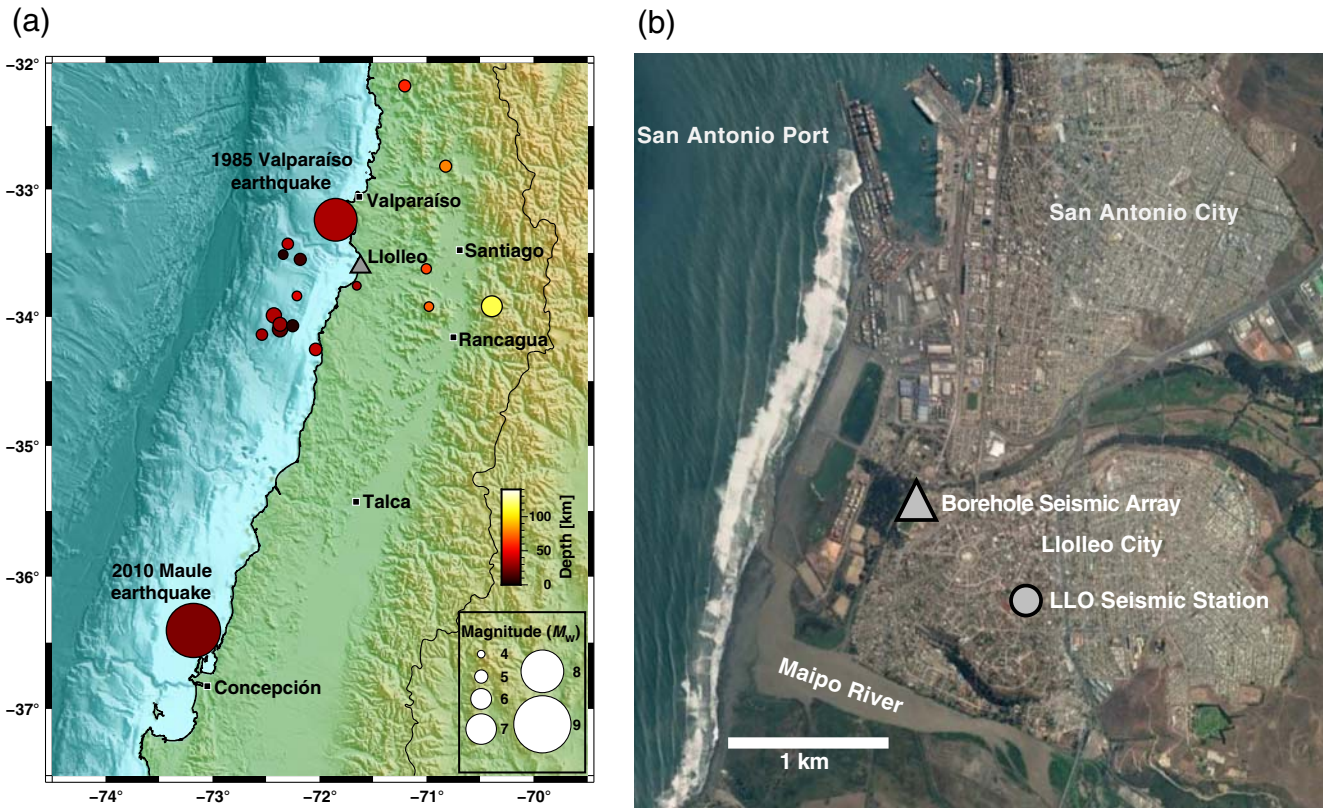 (a)
(b)
−32°
−33°
−34°
−35°
−36°
−37°
1985 Valparaíso
earthquake
Valparaíso
Llolleo
Santiago
Rancagua
Talca
2010 Maule
earthquake
Concepción
100
50
0
Depth [km]
Magnitude (Mw)
4
5
6
7
8
9
−74
−73
−72
−71
−70°
San Antonio Port
San Antonio City
Borehole Seismic Array
Llolleo City
LLO Seismic Station
Maipo River
1 km